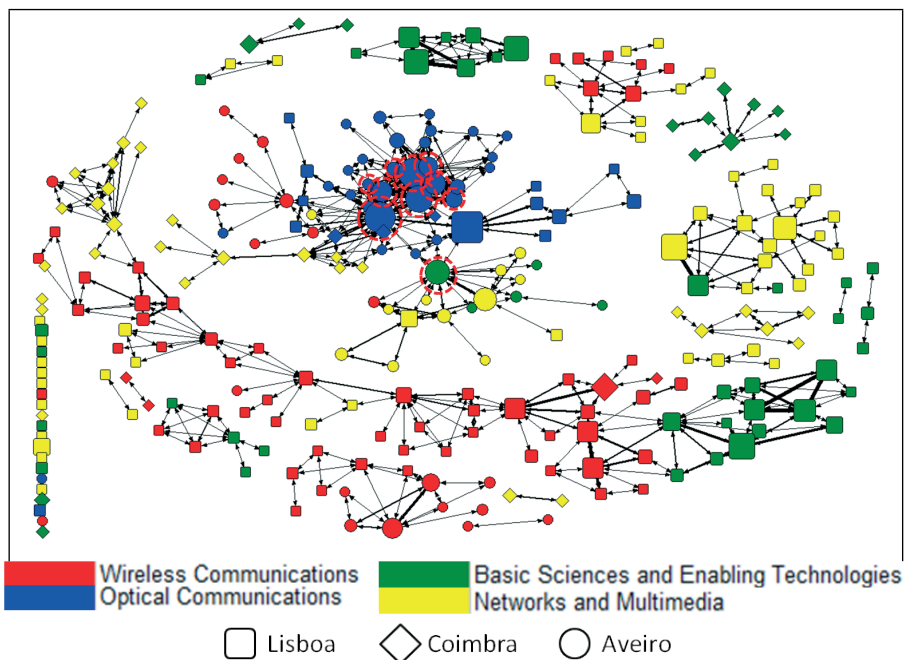 Wireless Communications
Basic Sciences and Enabling Technologies
Optical Communications
Networks and Multimedia
Lisboa
Coimbra
Aveiro